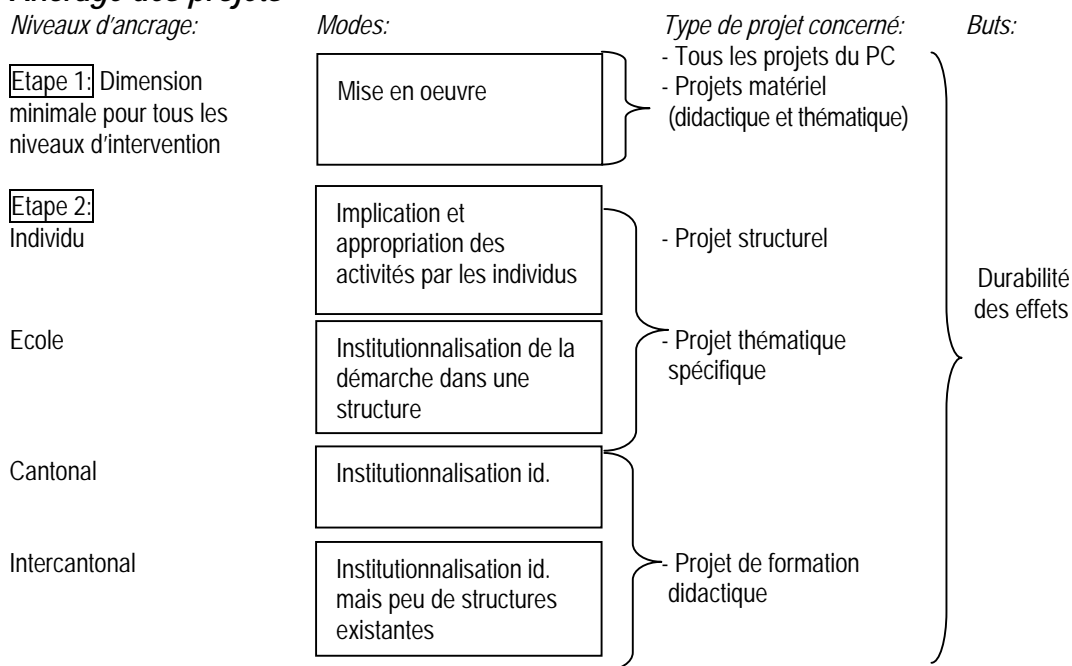 Niveaux d'ancrage:
Modes:
Type de projet concerné:
Buts:
Etape 1: Dimension
minimale pour tous les
niveaux d'intervention
Mise en oeuvre
- Tous les projets du PC
- Projets matériel
(didactique et thématique)
Etape 2:
Individu
Implication et
appropriation des
activités par les individus
- Projet structurel
Durabilité
des effets
Ecole
Institutionnalisation de la
démarche dans une
structure
- Projet thématique
spécifique
Cantonal
Institutionnalisation id.
Intercantonal
Institutionnalisation id.
mais peu de structures
existantes
- Projet de formation
didactique